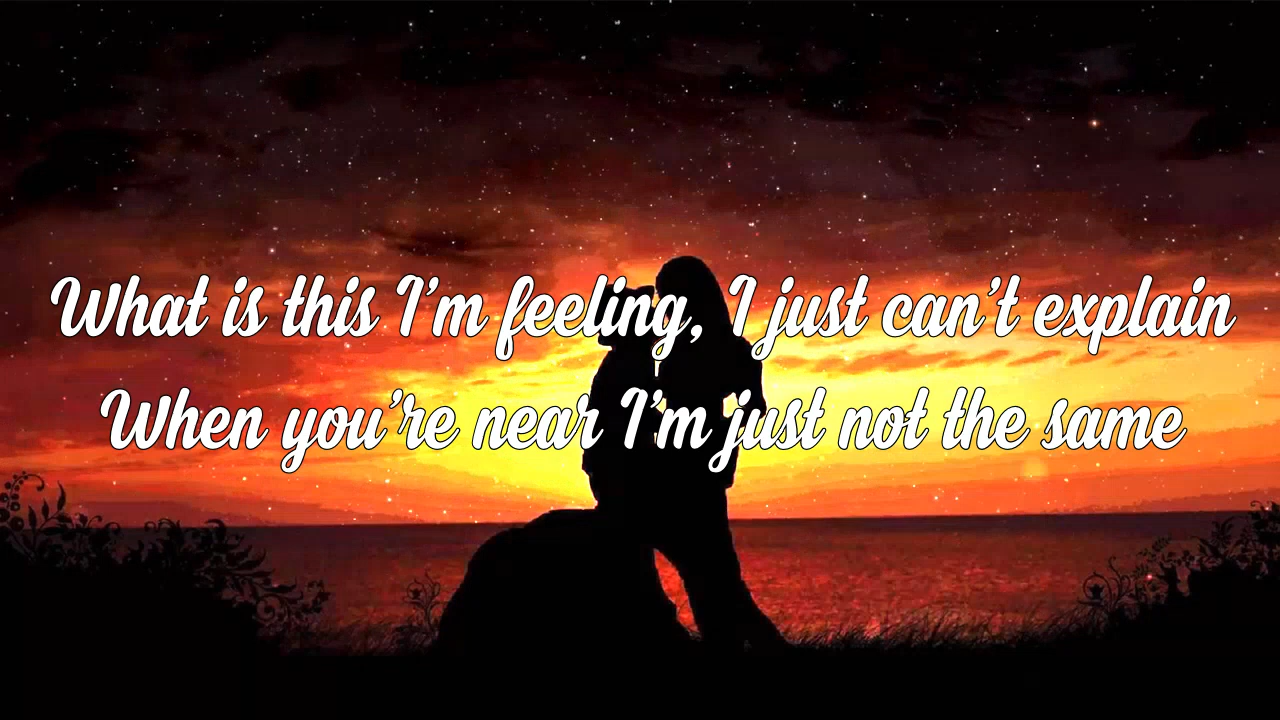 What is this I'm feeling, I just can't explain
When you're near I'm just not the same